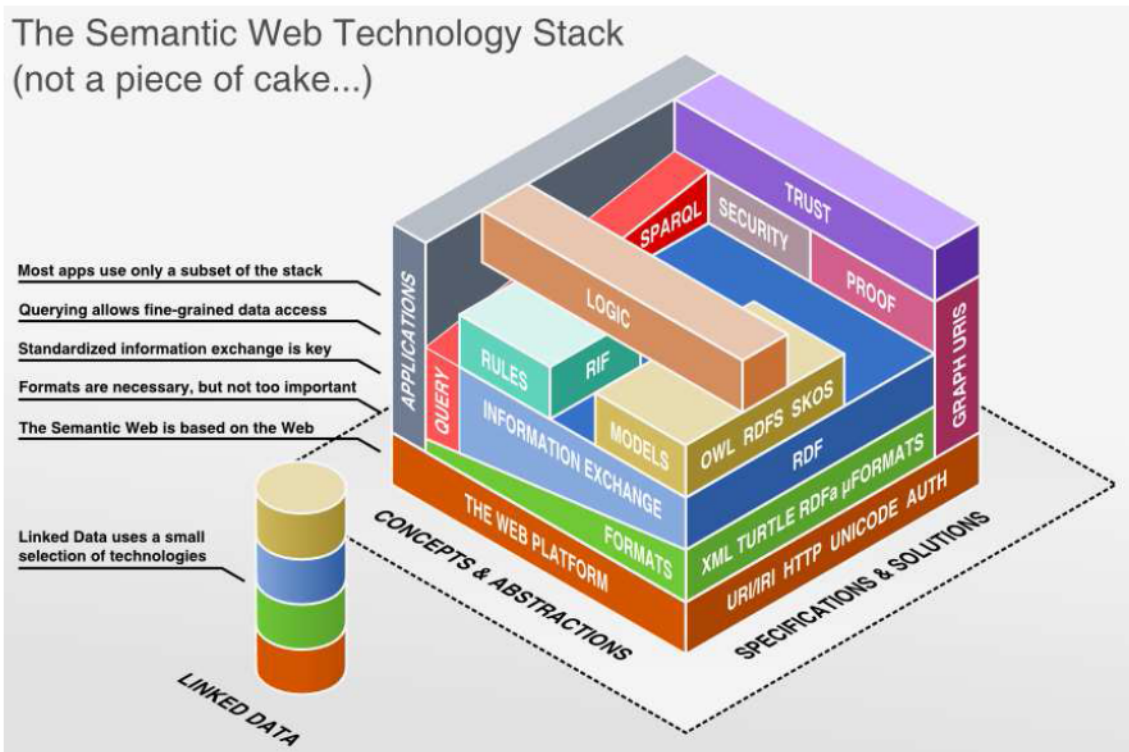 The Semantic Web Technology Stack
(not a piece of cake...)
Most apps use only a subset of the stack
Querying allows fine-grained data access
Standardized information exchange is key
Formats are necessary, but not too important
The Semantic Web is based on the Web
Linked Data uses a small
selection of technologies
LINKED DATA
APPLICATIONS
TRUST
SPARQL
SECURITY
PROOF
LOGIC
RULES
RIF
QUERY
INFORMATION EXCHANGE
MODELS
OWL RDFS SKOS
RDF
GRAPH URIS
FORMATS
XML TURTLE RDFa µFORMATS
THE WEB PLATFORM
URI/IRI HTTP UNICODE AUTH
CONCEPTS & ABSTRACTIONS
SPECIFICATIONS & SOLUTIONS